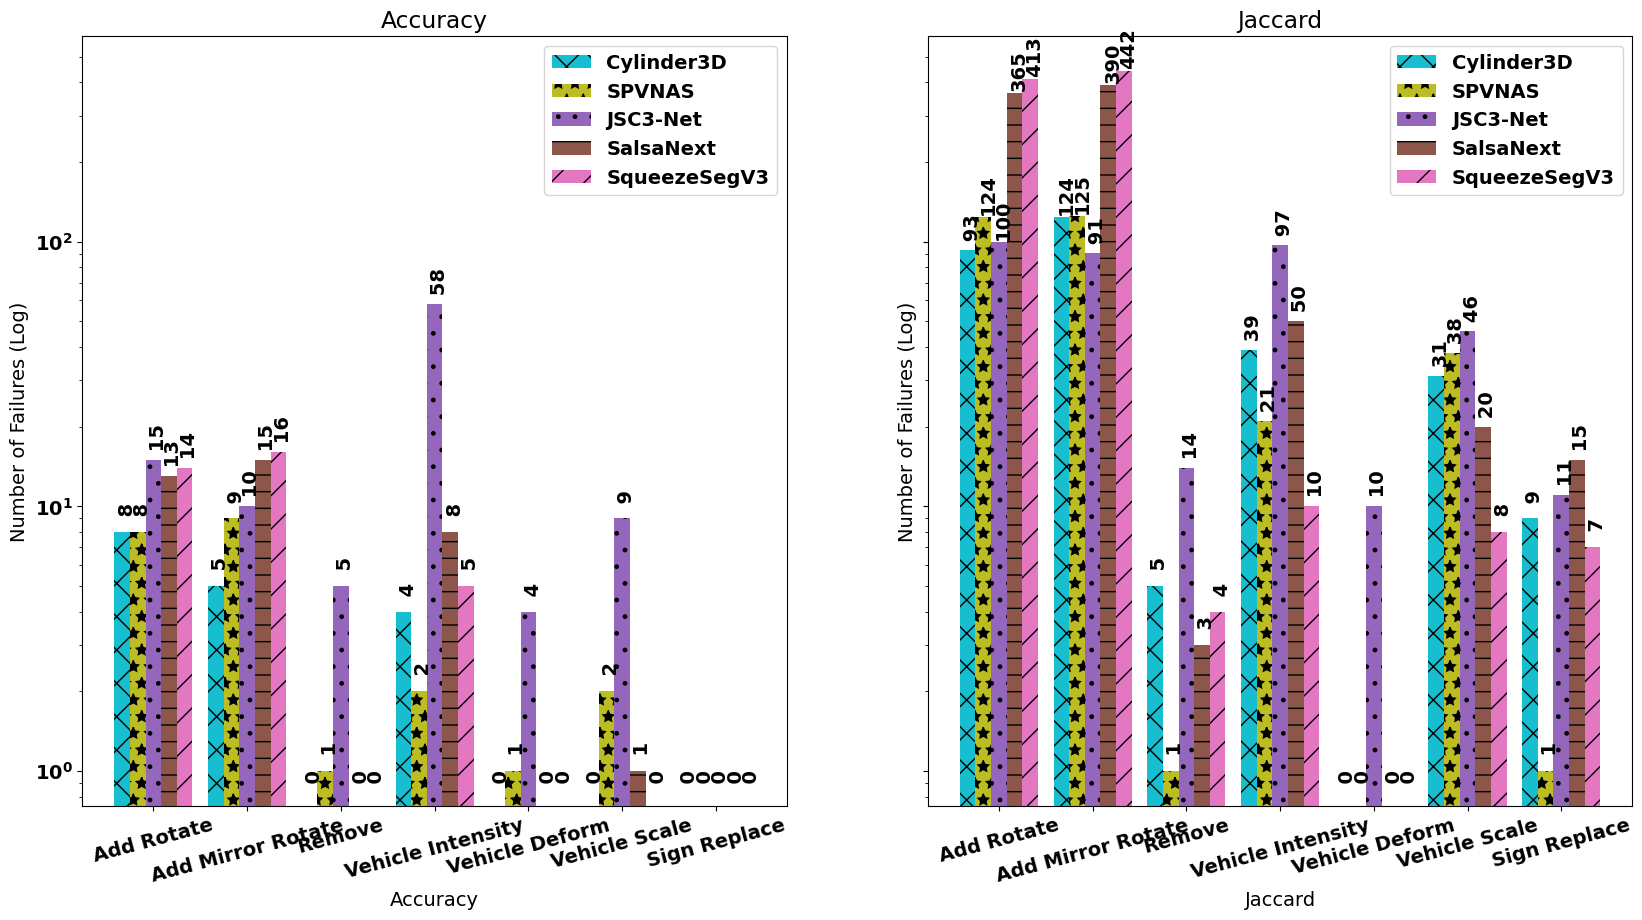 Accuracy
Number of Failures (Log)
10²
10¹
10⁰
Cylinder3D
SPVNAS
JSC3-Net
SalsaNext
SqueezeSegV3
8 8 15 13 14
5 9 10 15 16
0 1 5 0 0
4 2 58 8 5
0 1 4 0 0
0 2 9 1 0
0 0 0 0 0
Add Rotate
Add Mirror Rotate
Remove
Vehicle Intensity
Vehicle Deform
Vehicle Scale
Sign Replace
Accuracy
Jaccard
Number of Failures (Log)
Cylinder3D
SPVNAS
JSC3-Net
SalsaNext
SqueezeSegV3
93 124 100 365 413
124 125 91 390 442
5 1 14 3 4
39 21 97 50 10
0 0 10 0 0
31 38 46 20 8
9 1 11 15 7
Add Rotate
Add Mirror Rotate
Remove
Vehicle Intensity
Vehicle Deform
Vehicle Scale
Sign Replace
Jaccard